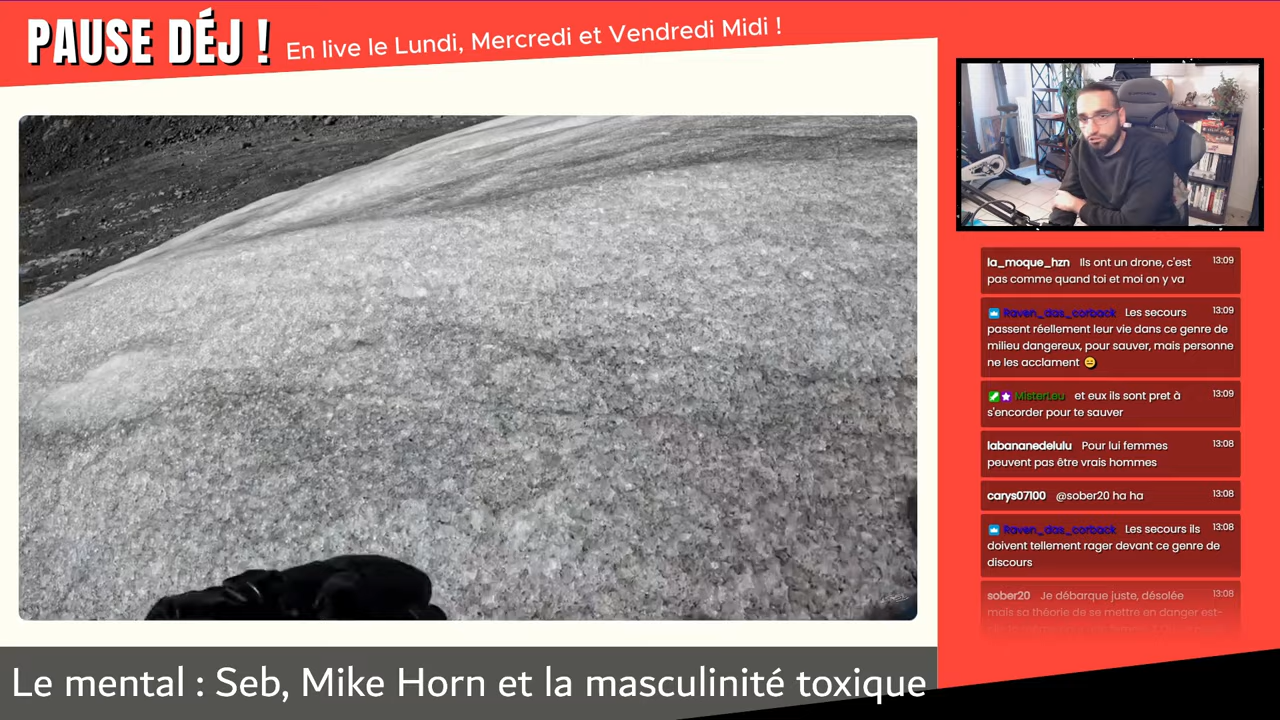 PAUSE DÉJ !
En live le Lundi, Mercredi et Vendredi Midi !
la_moque_hzn Ils ont un drone, c'est 13:09
pas comme quand toi et moi on y va
Raven_das_corback Les secours 13:09
passent réellement leur vie dans ce genre de
milieu dangereux, pour sauver, mais personne
ne les acclament 😄
MisterLeu et eux ils sont pret à 13:09
s'encorder pour te sauver
labananedelulu Pour lui femmes 13:08
peuvent pas être vrais hommes
carys07100 @sober20 ha ha 13:08
Raven_das_corback Les secours ils 13:08
doivent tellement rager devant ce genre de
discours
sober20 Je débarque juste, désolée 13:08
mais sa théorie de se mettre en danger est-
Le mental : Seb, Mike Horn et la masculinité toxique